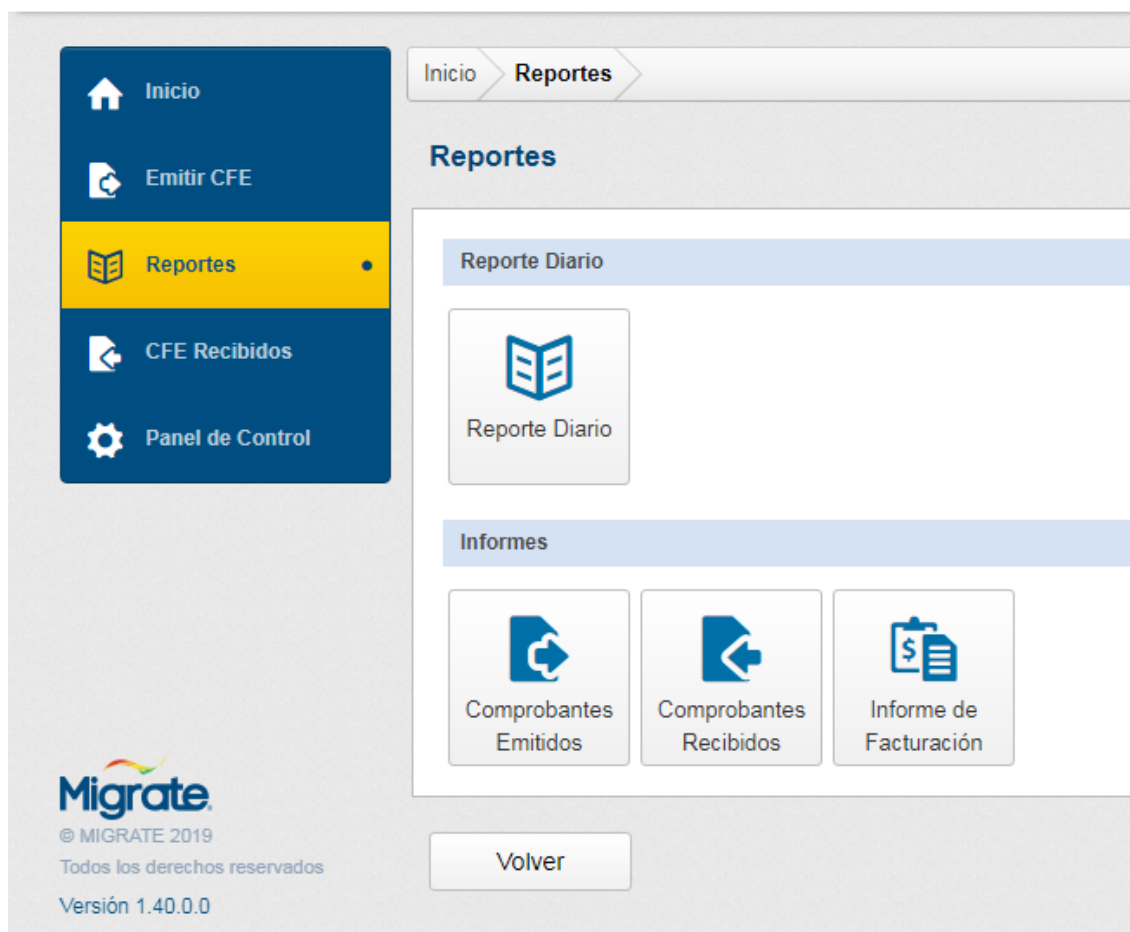 Inicio
Emitir CFE
Reportes
CFE Recibidos
Panel de Control
Migrate
© MIGRATE 2019
Todos los derechos reservados
Versión 1.40.0.0
Inicio
Reportes
Reportes
Reporte Diario
Reporte Diario
Informes
Comprobantes
Emitidos
Comprobantes
Recibidos
Informe de
Facturación
Volver